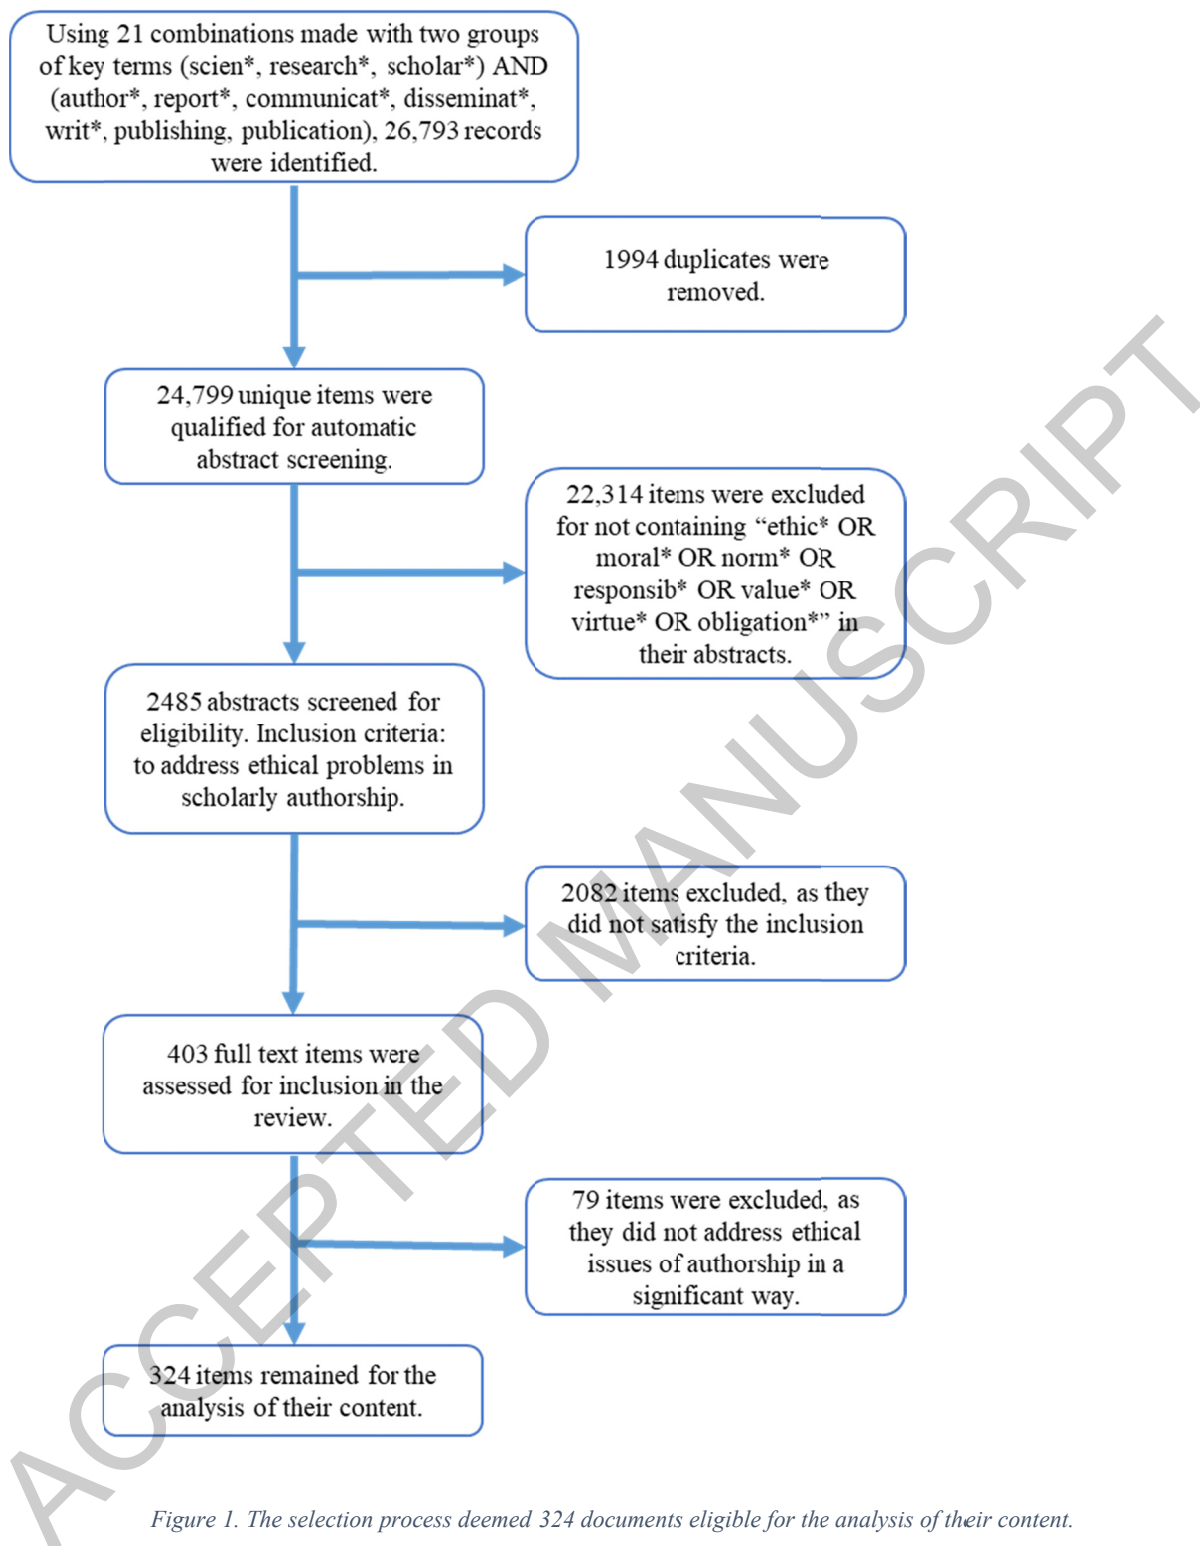 Using 21 combinations made with two groups
of key terms (scien*, research*, scholar*) AND
(author*, report*, communicat*, disseminat*,
writ*, publishing, publication), 26,793 records
were identified.
1994 duplicates were
removed.
24,799 unique items were
qualified for automatic
abstract screening.
22,314 items were excluded
for not containing “ethic* OR
moral* OR norm* OR
responsib* OR value* OR
virtue* OR obligation*” in
their abstracts.
2485 abstracts screened for
eligibility. Inclusion criteria:
to address ethical problems in
scholarly authorship.
2082 items excluded, as they
did not satisfy the inclusion
criteria.
403 full text items were
assessed for inclusion in the
review.
79 items were excluded, as
they did not address ethical
issues of authorship in a
significant way.
324 items remained for the
analysis of their content.
ACCEPTED MANUSCRIPT
Figure 1. The selection process deemed 324 documents eligible for the analysis of their content.